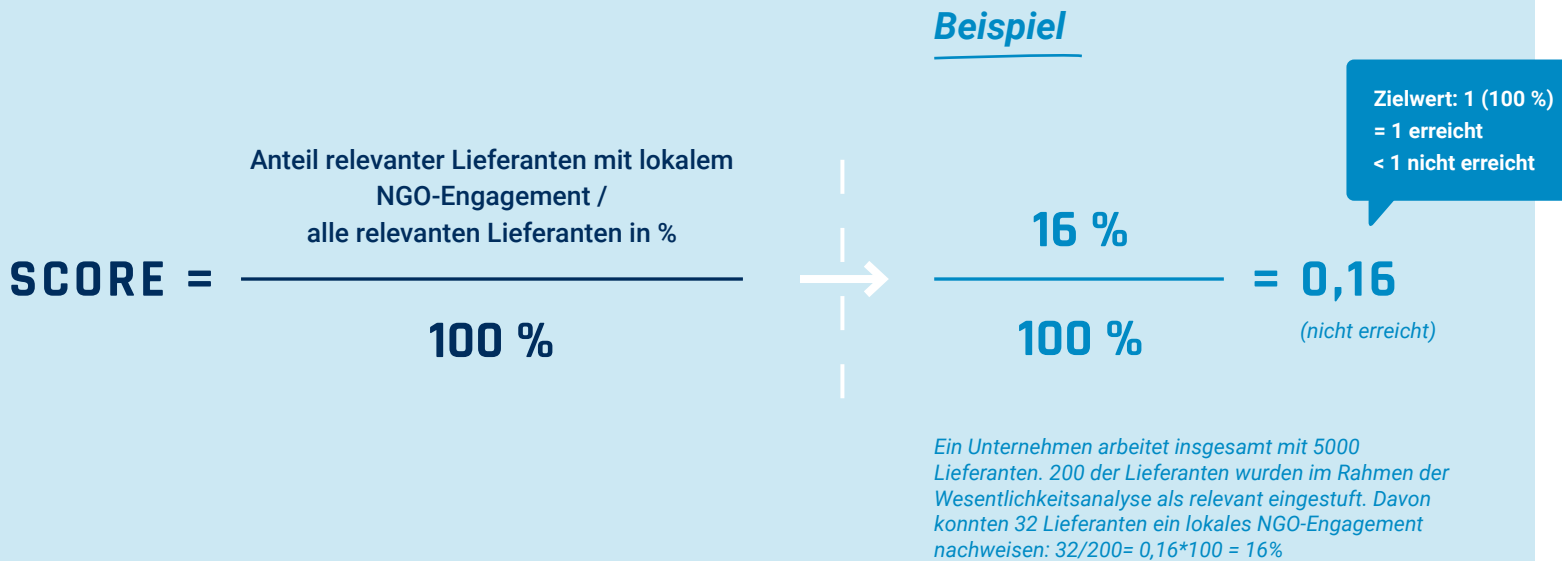 Beispiel
Zielwert: 1 (100 %)
= 1 erreicht
< 1 nicht erreicht
Anteil relevanter Lieferanten mit lokalem
NGO-Engagement /
alle relevanten Lieferanten in %
SCORE =
100 %
16 %
100 %
= 0,16
(nicht erreicht)
Ein Unternehmen arbeitet insgesamt mit 5000
Lieferanten. 200 der Lieferanten wurden im Rahmen der
Wesentlichkeitsanalyse als relevant eingestuft. Davon
konnten 32 Lieferanten ein lokales NGO-Engagement
nachweisen: 32/200= 0,16*100 = 16%